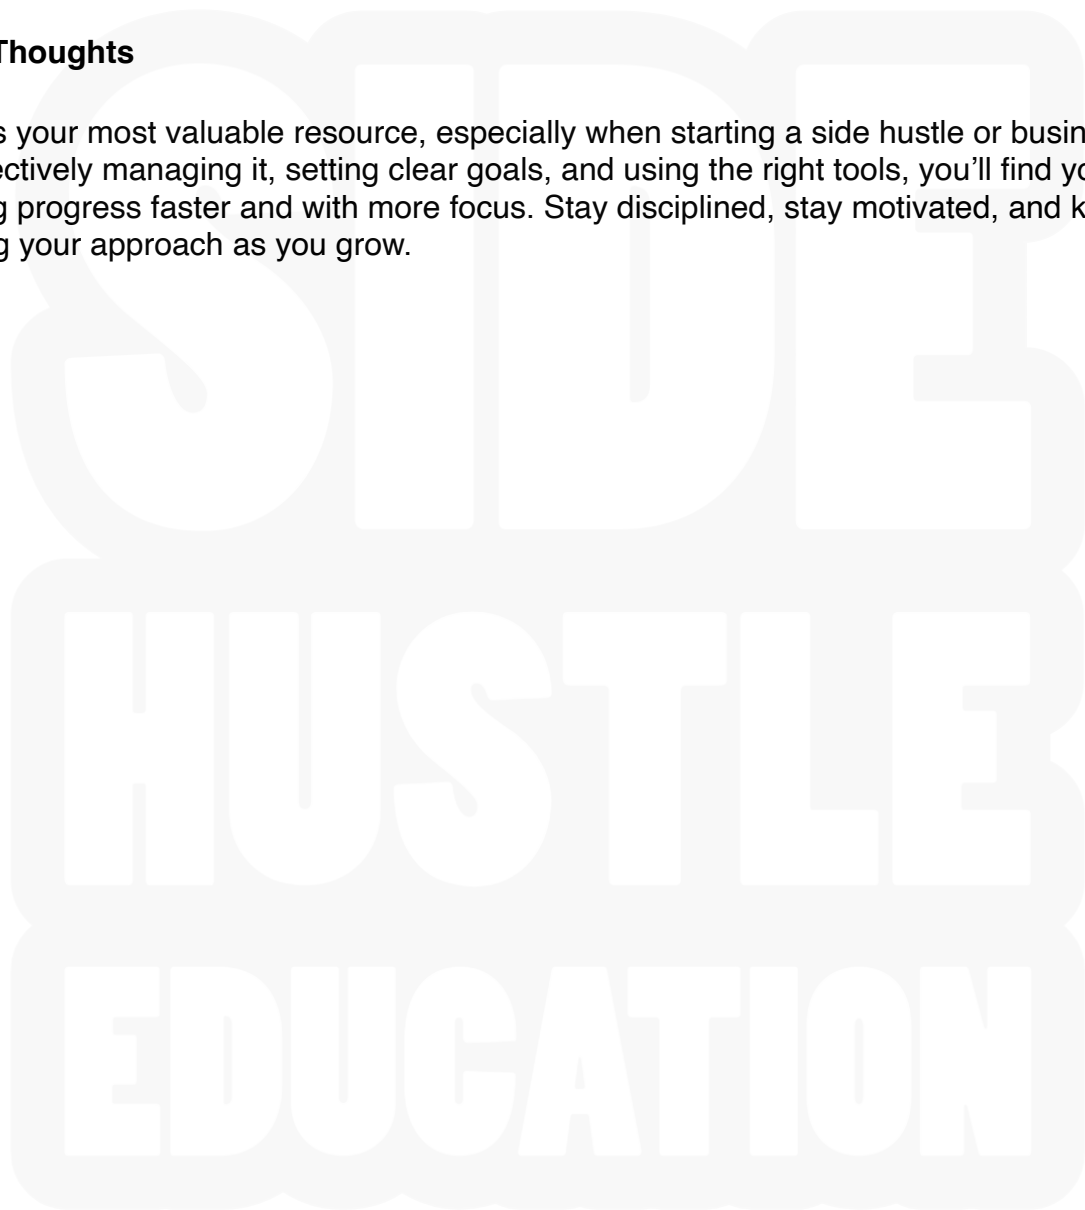 Thoughts
s your most valuable resource, especially when starting a side hustle or busin
ectively managing it, setting clear goals, and using the right tools, you’ll find yo
g progress faster and with more focus. Stay disciplined, stay motivated, and k
g your approach as you grow.
SIDE
HUSTLE
EDUCATION